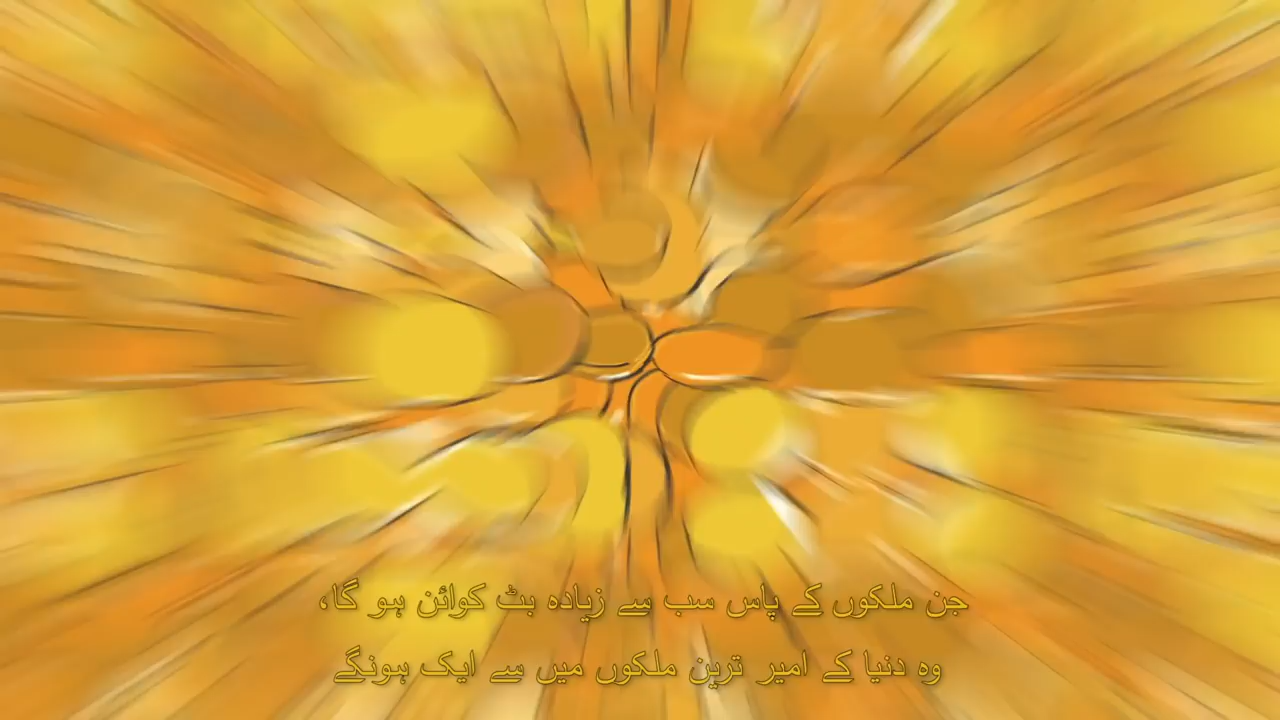 جن ملکوں کے پاس سب سے زیادہ بٹ کوائن ہو گا،
وہ دنیا کے امیر ترین ملکوں میں سے ایک ہونگے